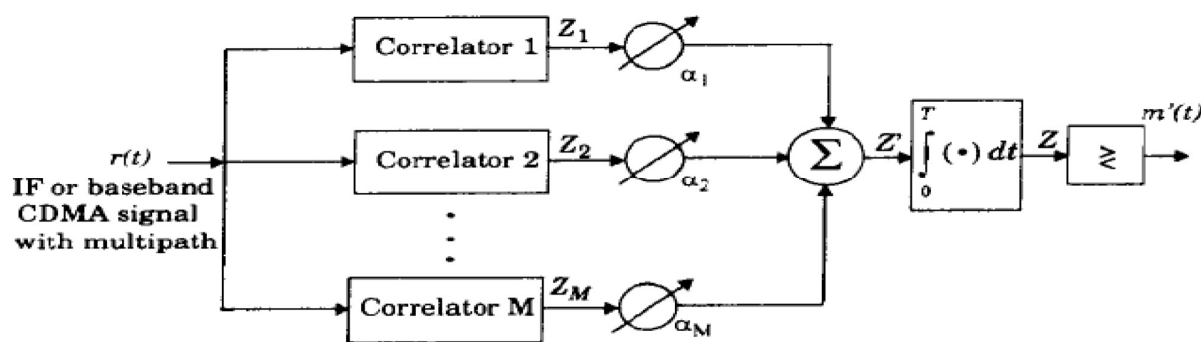 Correlator 1
Z1
α1
Correlator 2
Z2
α2
Correlator M
ZM
αM
r(t)
IF or baseband
CDMA signal
with multipath
Σ
Z'
T
∫ (•) dt
0
Z
≷
m'(t)